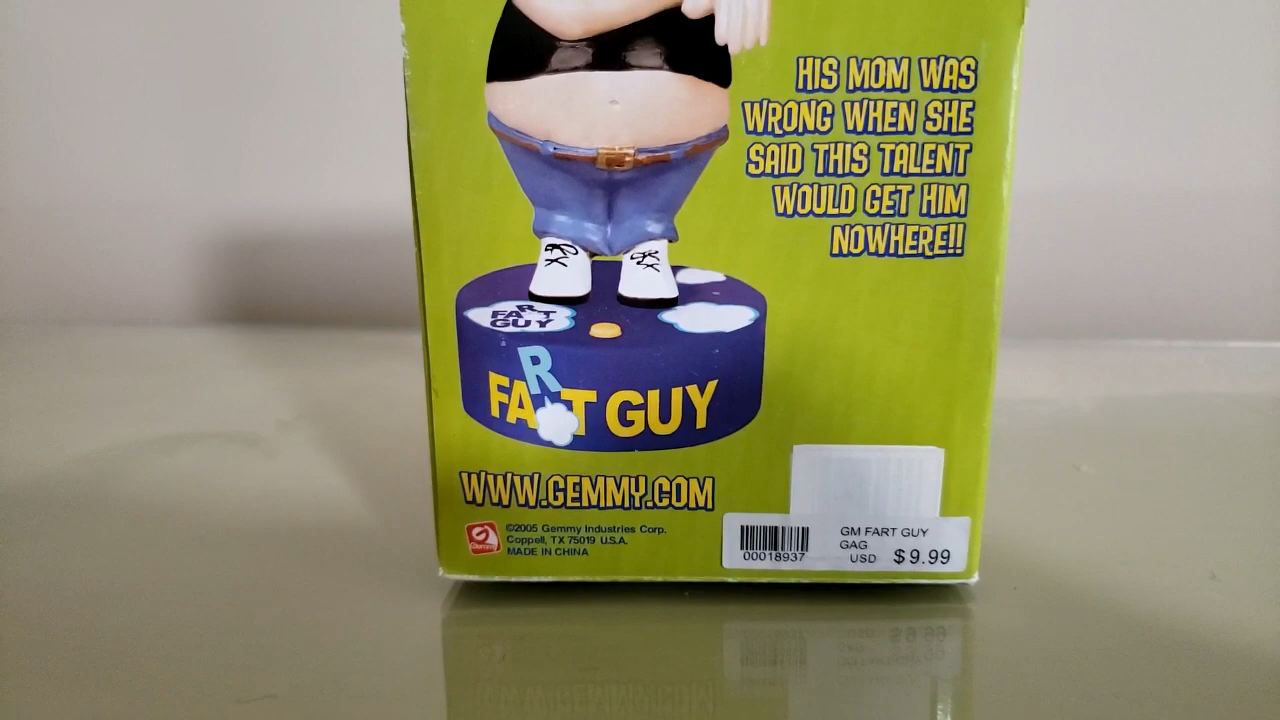 HIS MOM WAS
WRONG WHEN SHE
SAID THIS TALENT
WOULD GET HIM
NOWHERE!!
FART
GUY
FART GUY
WWW.GEMMY.COM
Gemmy
©2005 Gemmy Industries Corp.
Coppell, TX 75019 U.S.A.
MADE IN CHINA
00018937
GM FART GUY
GAG
USD $9.99